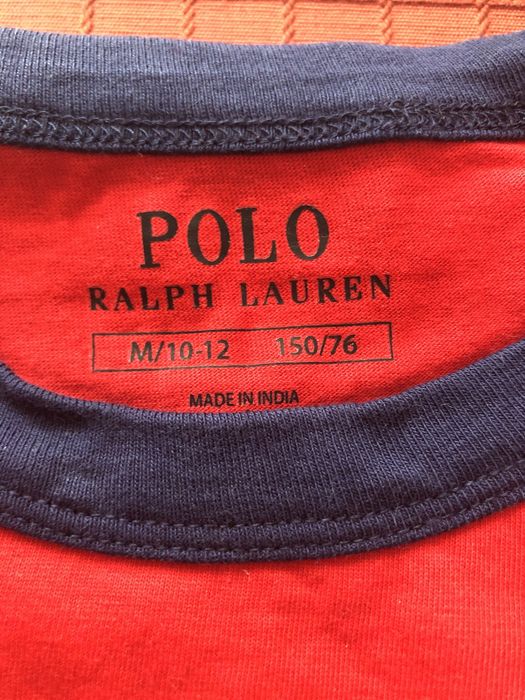 POLO
RALPH LAUREN
M/10-12 150/76
MADE IN INDIA